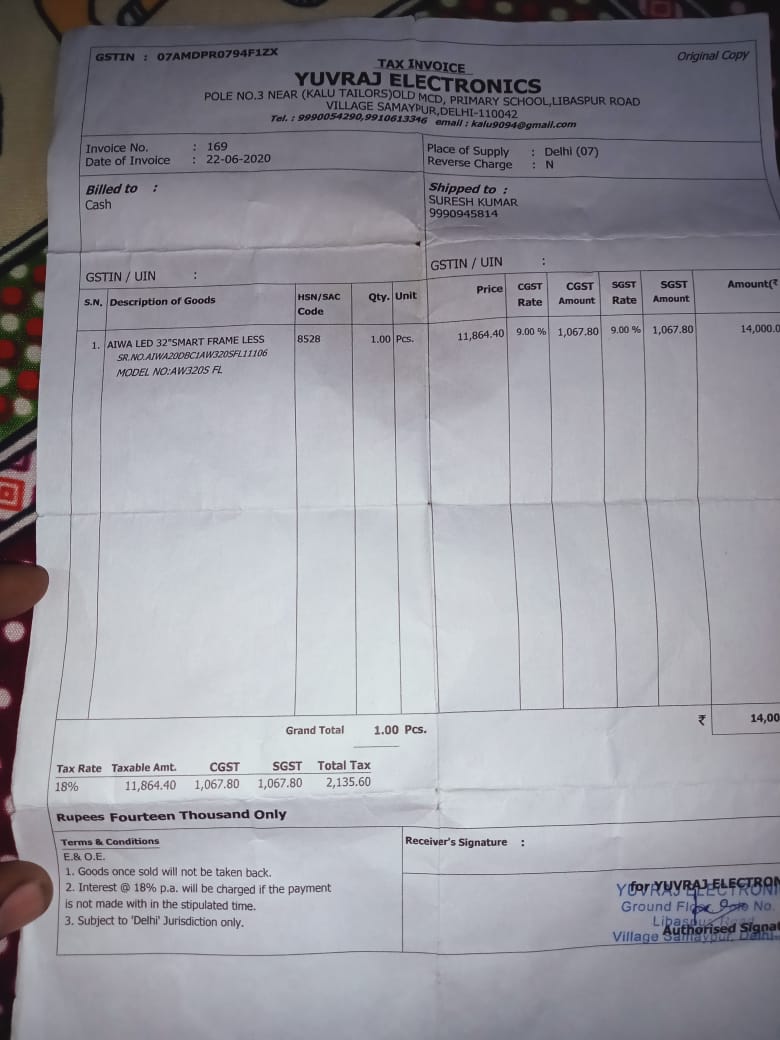 GSTIN : 07AMDPR0794F1ZX
Original Copy
TAX INVOICE
YUVRAJ ELECTRONICS
POLE NO.3 NEAR (KALU TAILORS)OLD MCD, PRIMARY SCHOOL,LIBASPUR ROAD
VILLAGE SAMAYPUR,DELHI-110042
Tel. : 9990054290,9910613346 email : kalu9094@gmail.com
Invoice No. : 169
Date of Invoice : 22-06-2020
Place of Supply : Delhi (07)
Reverse Charge : N
Billed to :
Cash
Shipped to :
SURESH KUMAR
9990945814
GSTIN / UIN :
GSTIN / UIN :
S.N. Description of Goods HSN/SAC Code Qty. Unit Price CGST Rate CGST Amount SGST Rate SGST Amount Amount(₹
1. AIWA LED 32"SMART FRAME LESS 8528 1.00 Pcs. 11,864.40 9.00 % 1,067.80 9.00 % 1,067.80 14,000.0
SR.NO.AIWA20DBC1AW320SFL11106
MODEL NO:AW320S FL
Grand Total 1.00 Pcs. ₹ 14,00
Tax Rate Taxable Amt. CGST SGST Total Tax
18% 11,864.40 1,067.80 1,067.80 2,135.60
Rupees Fourteen Thousand Only
Terms & Conditions
E.& O.E.
1. Goods once sold will not be taken back.
2. Interest @ 18% p.a. will be charged if the payment
is not made with in the stipulated time.
3. Subject to 'Delhi' Jurisdiction only.
Receiver's Signature :
for YUVRAJ ELECTRON
YUVRAJ ELECTRONI
Ground Floor No.
Libaspur Road
Village Samaypur, Delhi
Authorised Signat